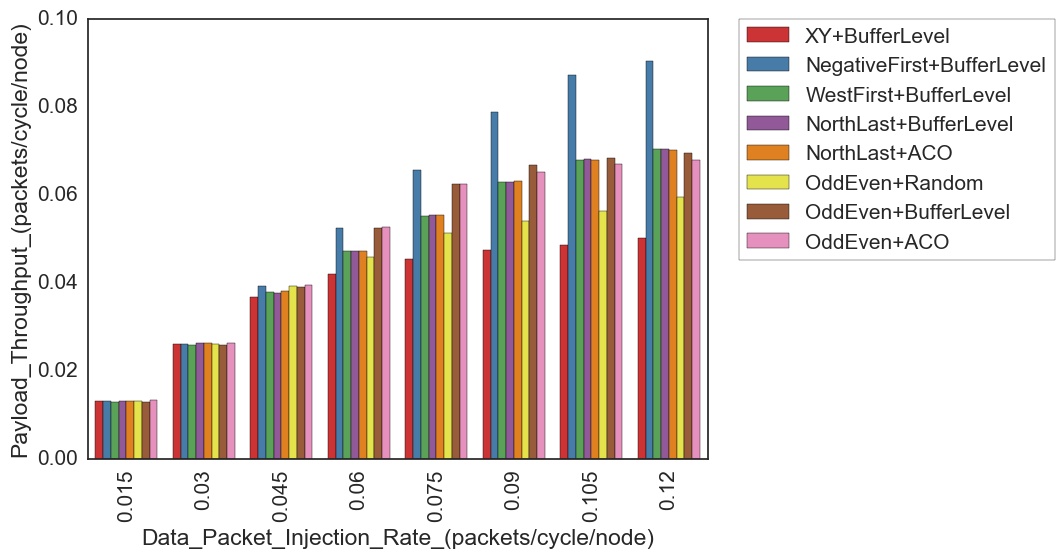 Payload_Throughput_(packets/cycle/node)
0.10
0.08
0.06
0.04
0.02
0.00
0.015
0.03
0.045
0.06
0.075
0.09
0.105
0.12
Data_Packet_Injection_Rate_(packets/cycle/node)
XY+BufferLevel
NegativeFirst+BufferLevel
WestFirst+BufferLevel
NorthLast+BufferLevel
NorthLast+ACO
OddEven+Random
OddEven+BufferLevel
OddEven+ACO